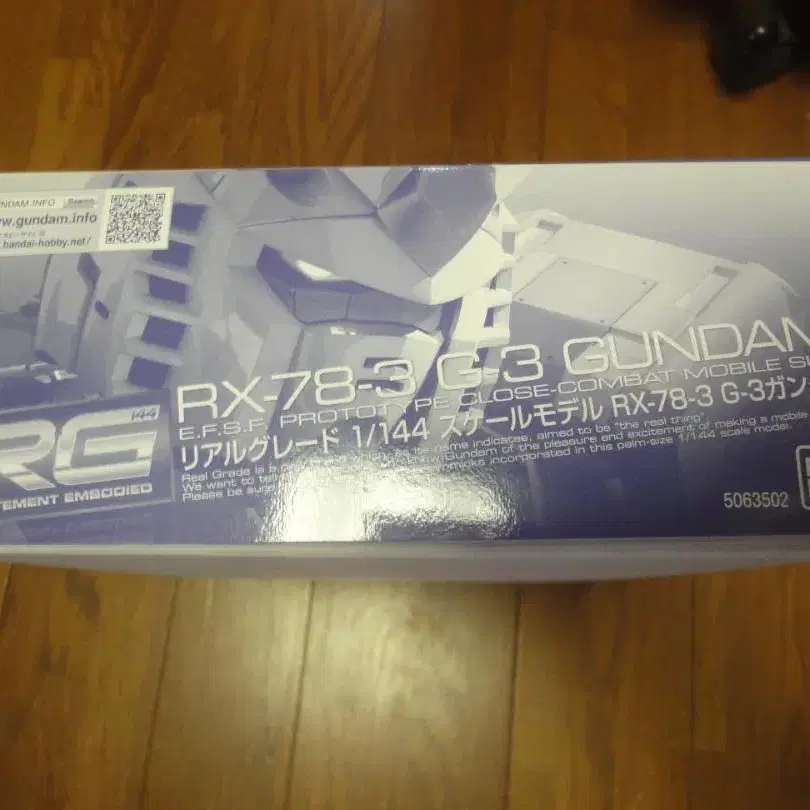 GUNDAM.INFO Search
www.gundam.info
bandai-hobby.net/
RX-78-3 G-3 GUNDAM
E.F.S.F. PROTOTYPE CLOSE-COMBAT MOBILE
リアルグレード 1/144 スケールモデル RX-78-3 G-3ガン
Real Grade is a which, as its name indicates, aimed to be "the real thing".
We want to Gundam of the pleasure and excitement of making a mobile
Please be incorporated in this palm-size 1/144 scale model.
144
RG
EMBODIED
5063502